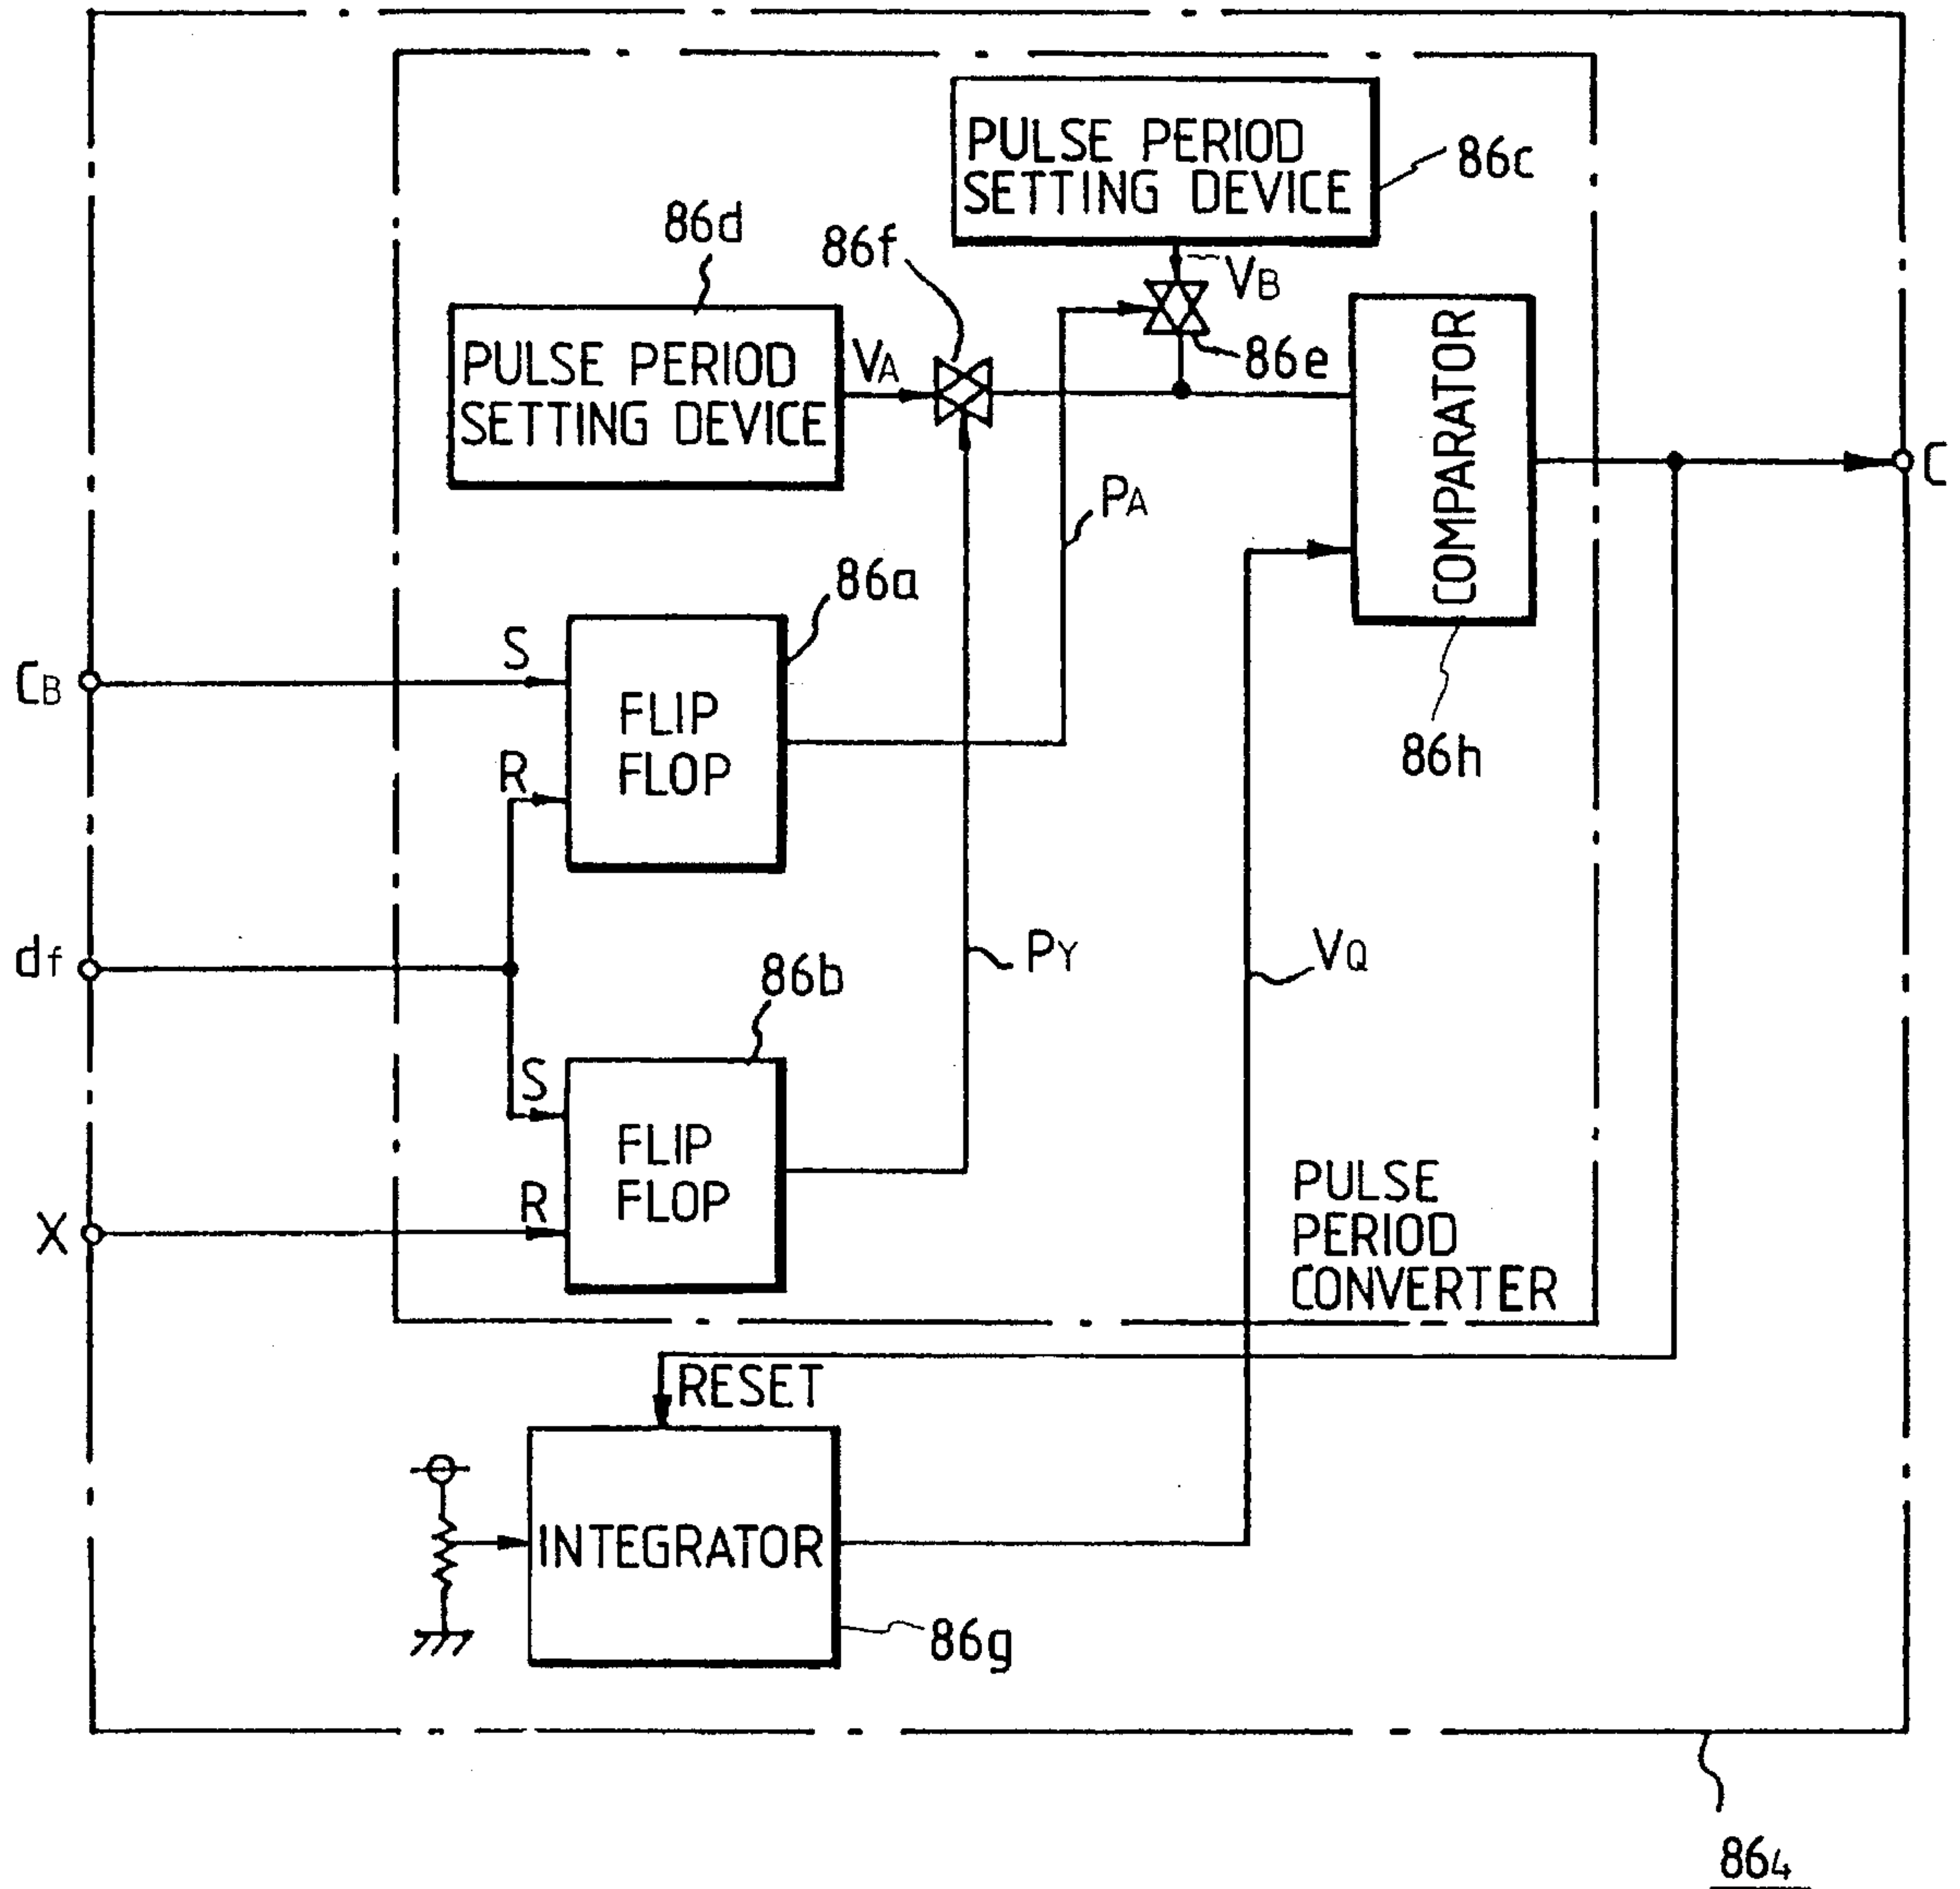 PULSE PERIOD
SETTING DEVICE
86c
86d
86f
VB
PULSE PERIOD
SETTING DEVICE
VA
86e
COMPARATOR
C
PA
86a
S
CB
FLIP
FLOP
R
86h
df
PY
VQ
86b
S
FLIP
FLOP
R
X
PULSE
PERIOD
CONVERTER
RESET
INTEGRATOR
86g
864